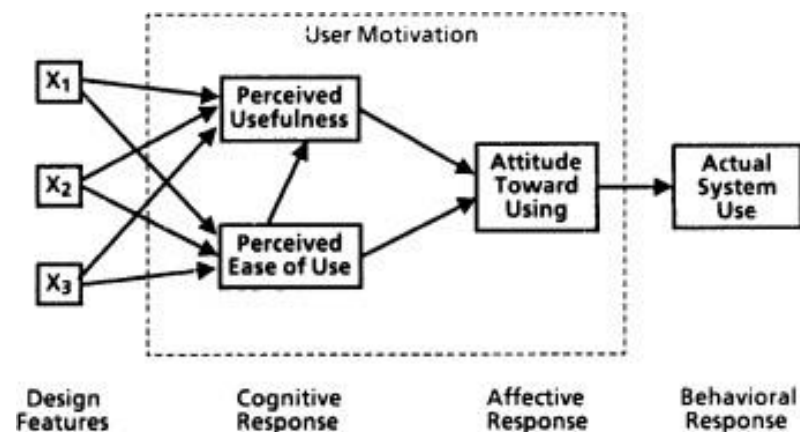 User Motivation
X1
Perceived
Usefulness
X2
Attitude
Toward
Using
Actual
System
Use
Perceived
Ease of Use
X3
Design
Features
Cognitive
Response
Affective
Response
Behavioral
Response